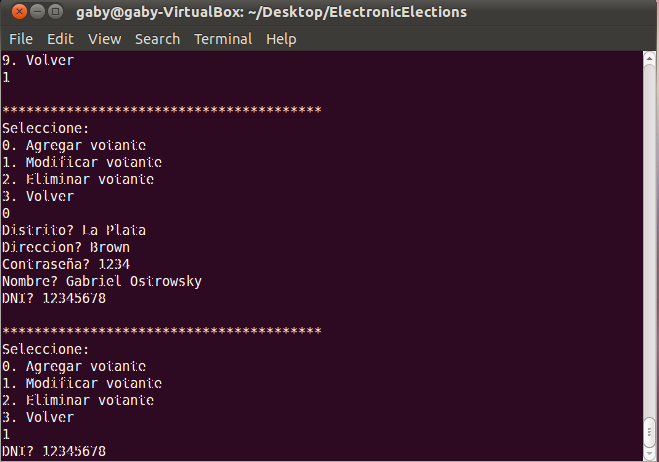 gaby@gaby-VirtualBox: ~/Desktop/ElectronicElections
File Edit View Search Terminal Help
9. Volver
1
****************************************
Seleccione:
0. Agregar votante
1. Modificar votante
2. Eliminar votante
3. Volver
0
Distrito? La Plata
Direccion? Brown
Contraseña? 1234
Nombre? Gabriel Ostrowsky
DNI? 12345678
****************************************
Seleccione:
0. Agregar votante
1. Modificar votante
2. Eliminar votante
3. Volver
1
DNI? 12345678